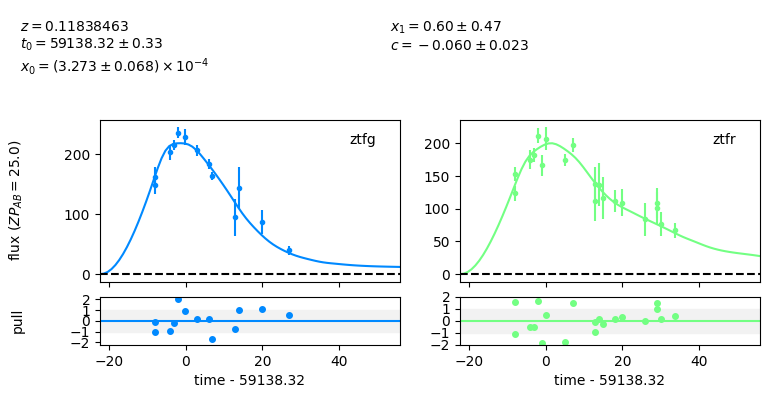 z = 0.11838463
t₀ = 59138.32 ± 0.33
x₀ = (3.273 ± 0.068) × 10⁻⁴
x₁ = 0.60 ± 0.47
c = −0.060 ± 0.023
flux (ZP_AB = 25.0)
ztfg
200
100
0
ztfr
200
150
100
50
0
pull
2
1
0
−1
−2
2
1
0
−1
−2
−20 0 20 40
−20 0 20 40
time - 59138.32
time - 59138.32